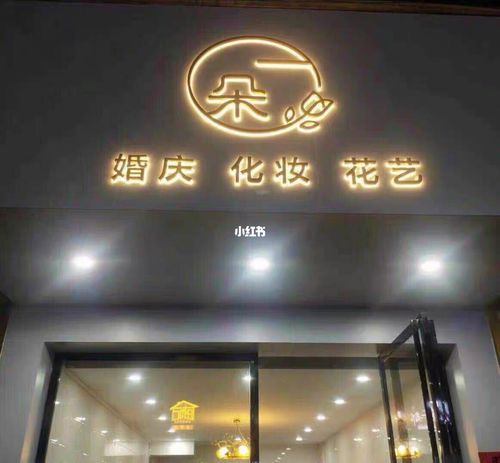 一朵
婚庆 化妆 花艺
小红书